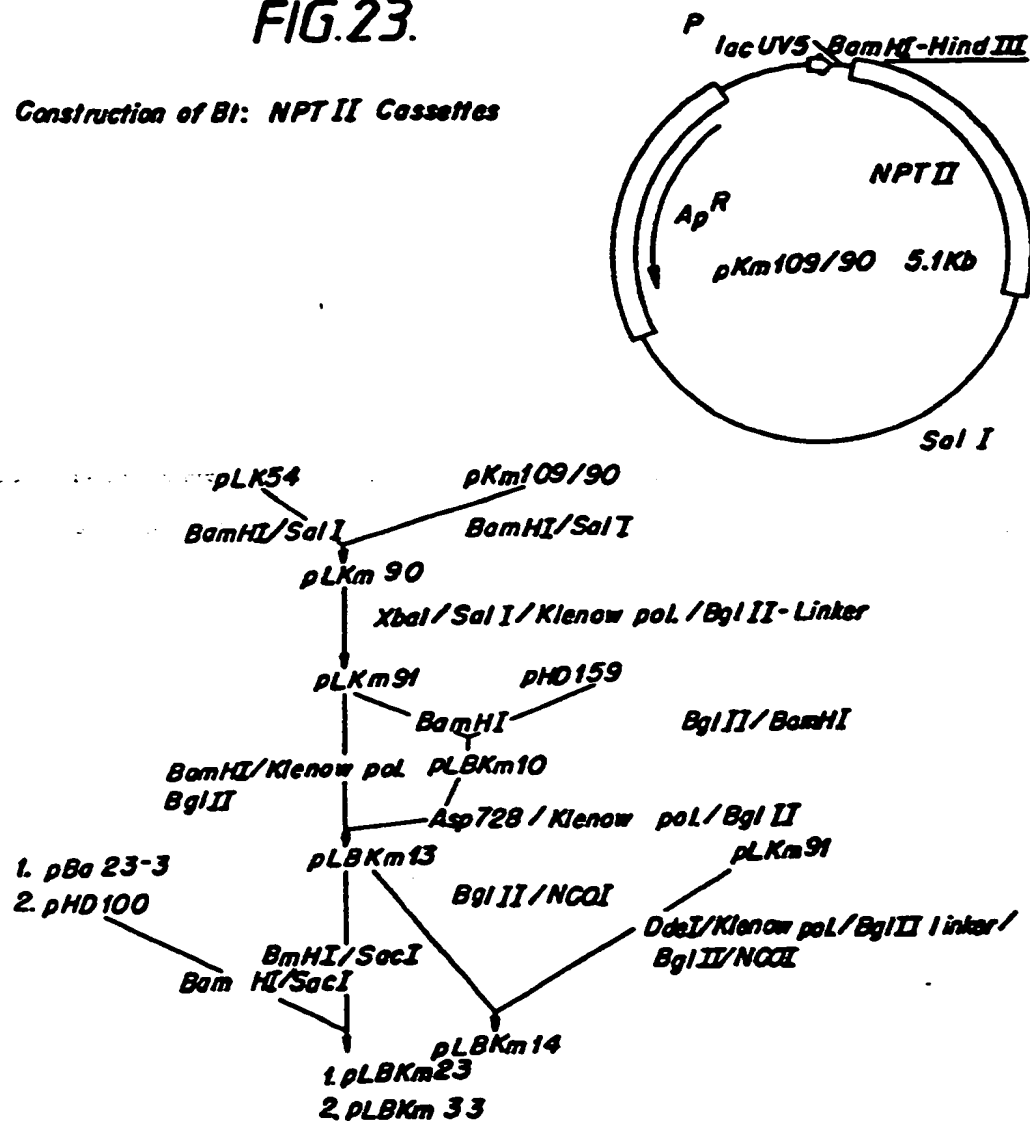 FIG.23.
Construction of Bt: NPT II Cassettes
P lac UV5 BamHI-Hind III
NPT II
Ap R
pKm109/90 5.1Kb
Sal I
pLK54 pKm109/90
BamHI/Sal I BamHI/Sal I
pLKm 90
XbaI/Sal I/Klenow pol./Bgl II-Linker
pLKm91 pHD159
BamHI Bgl II/BamHI
BamHI/Klenow pol. pLBKm10
Bgl II
Asp728/Klenow pol./Bgl II
pLBKm13 pLKm91
1. pBa 23-3
2. pHD100
Bgl II/NCOI
DdeI/Klenow pol./Bgl II linker/
Bgl II/NCOI
BmHI/SacI
Bam HI/SacI
pLBKm14
1. pLBKm23
2. pLBKm 33